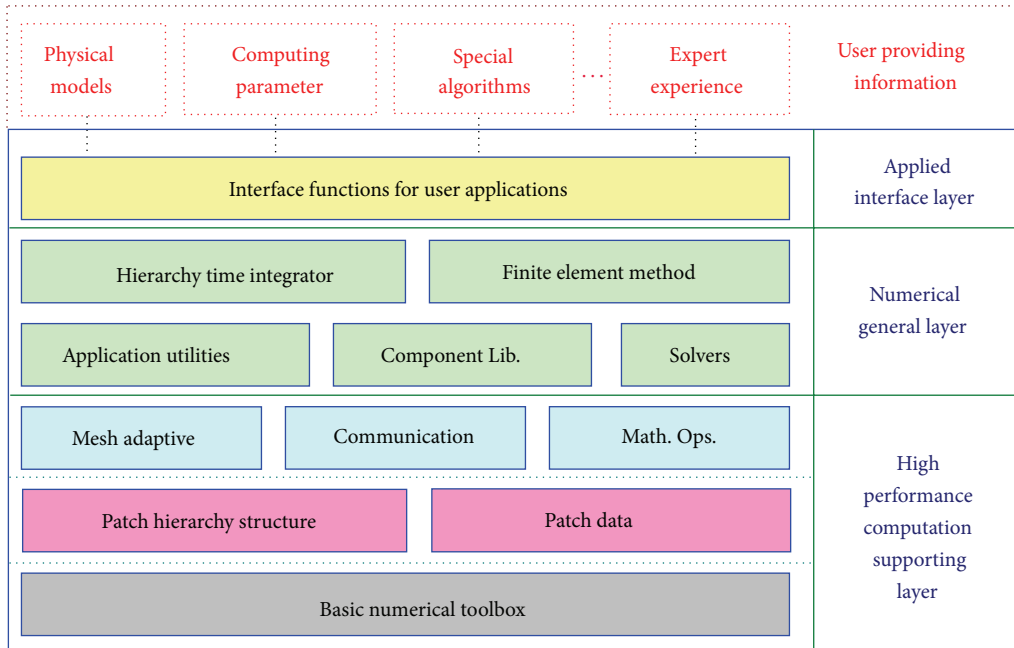 Physical
models
Computing
parameter
Special
algorithms
...
Expert
experience
User providing
information
Interface functions for user applications
Applied
interface layer
Hierarchy time integrator
Finite element method
Application utilities
Component Lib.
Solvers
Numerical
general layer
Mesh adaptive
Communication
Math. Ops.
Patch hierarchy structure
Patch data
Basic numerical toolbox
High
performance
computation
supporting
layer